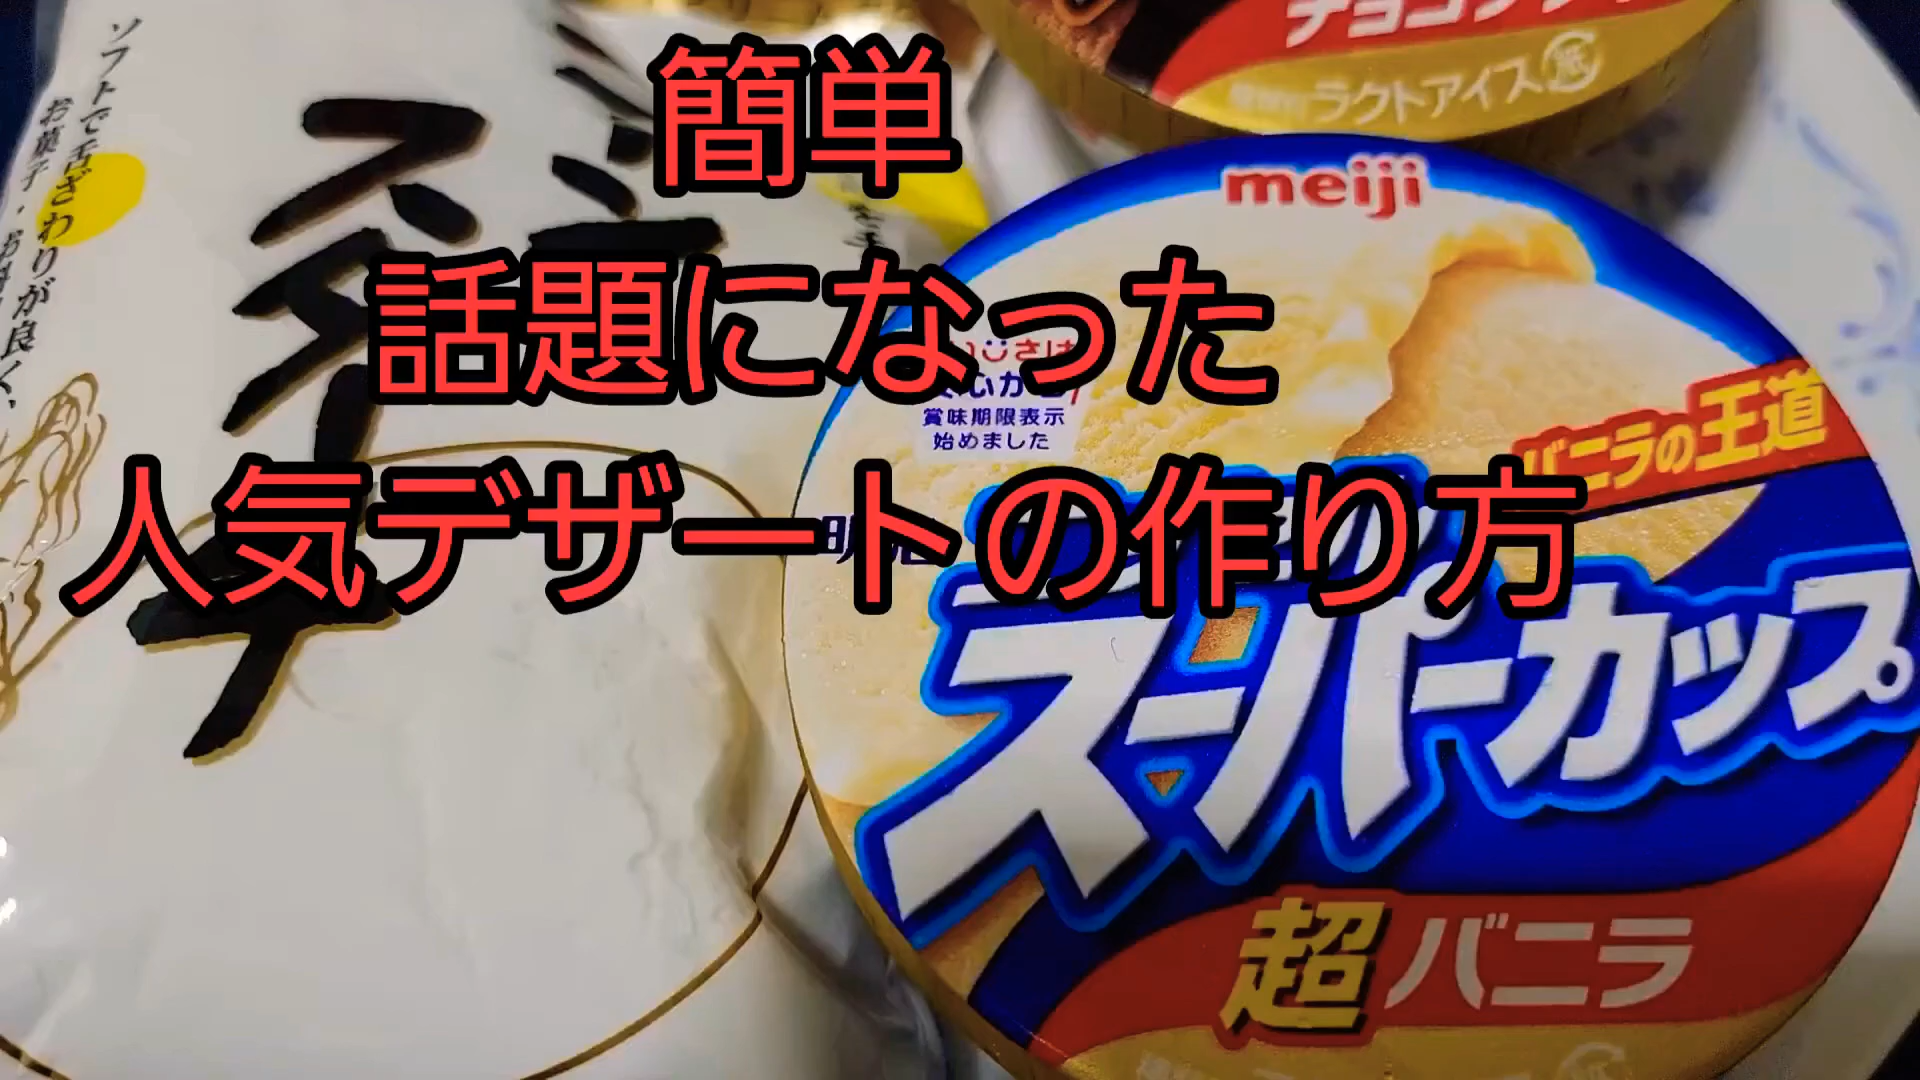 簡単
話題になった
人気デザートの作り方
ソフトで舌ざわりが良く、
お菓子・お料
ラクトアイス
meiji
賞味期限表示
始めました
バニラの王道
スーパーカップ
超バニラ